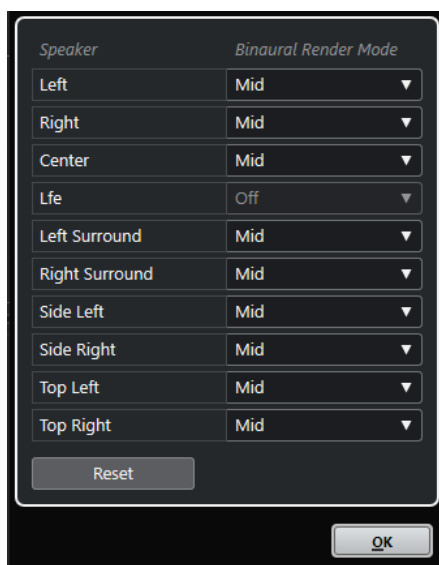 Speaker Binaural Render Mode
Left Mid
Right Mid
Center Mid
Lfe Off
Left Surround Mid
Right Surround Mid
Side Left Mid
Side Right Mid
Top Left Mid
Top Right Mid
Reset
OK